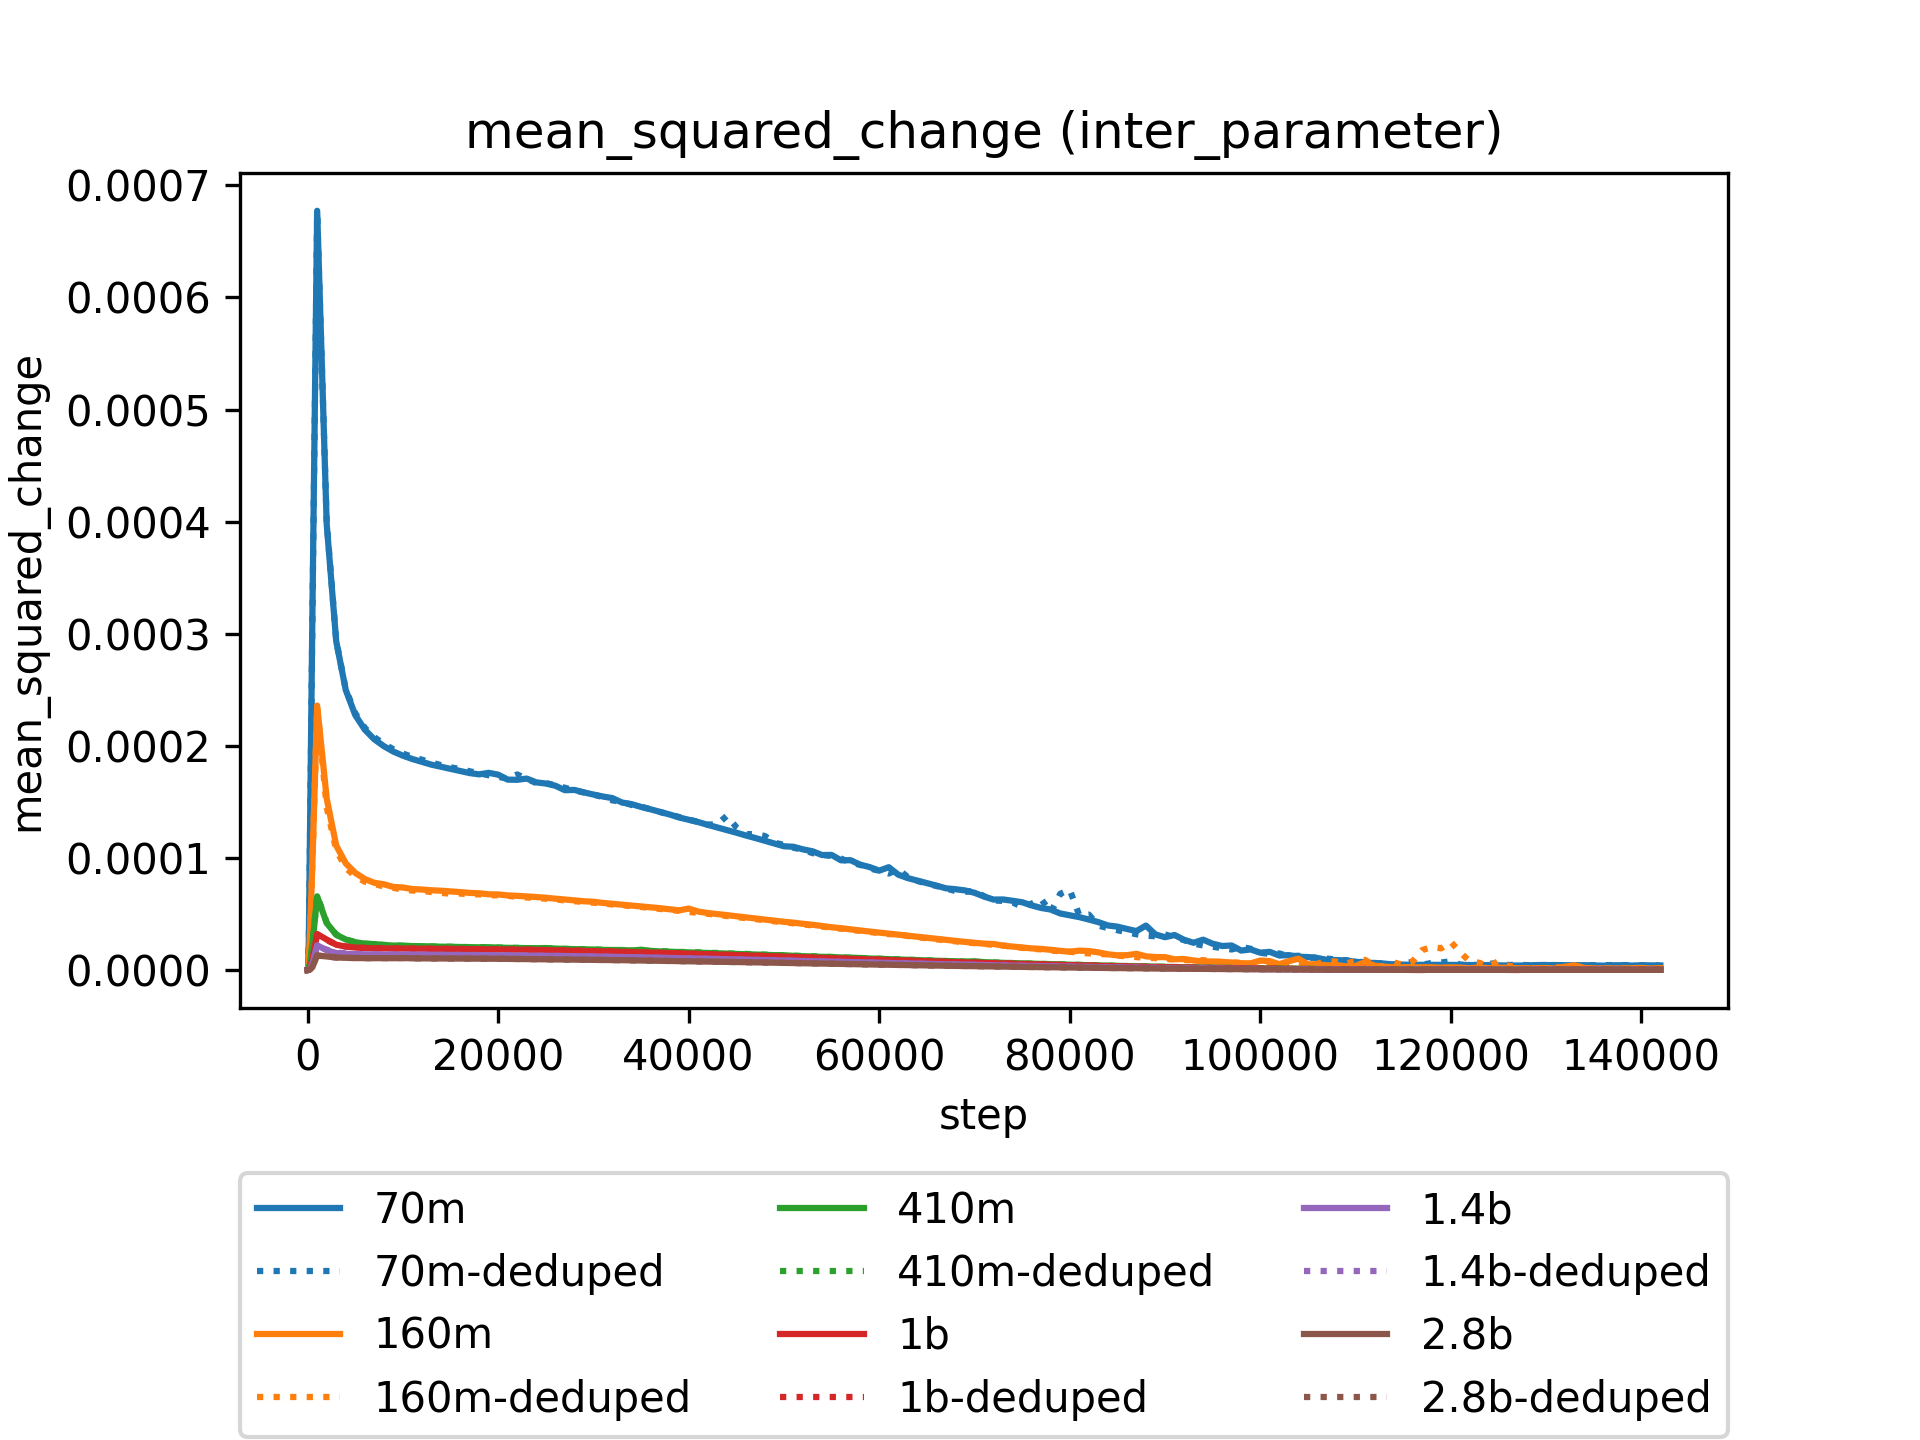 mean_squared_change (inter_parameter)
mean_squared_change
0.0007
0.0006
0.0005
0.0004
0.0003
0.0002
0.0001
0.0000
0 20000 40000 60000 80000 100000 120000 140000
step
70m 410m 1.4b
70m-deduped 410m-deduped 1.4b-deduped
160m 1b 2.8b
160m-deduped 1b-deduped 2.8b-deduped